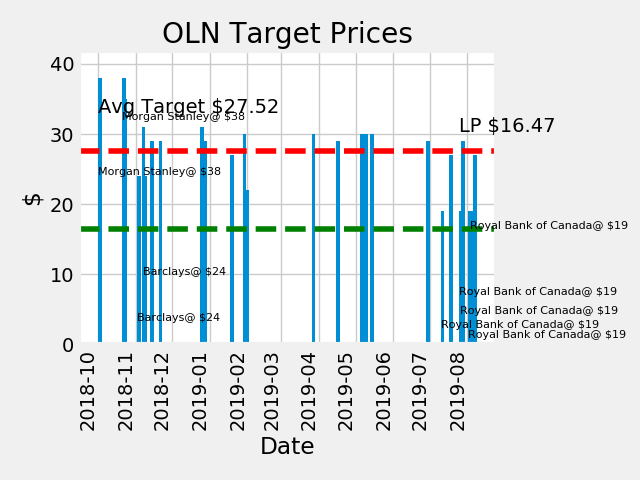 OLN Target Prices
40
Avg Target $27.52
Morgan Stanley@ $38
LP $16.47
30
Morgan Stanley@ $38
$
20
Royal Bank of Canada@ $19
10
Barclays@ $24
Royal Bank of Canada@ $19
Royal Bank of Canada@ $19
Barclays@ $24
Royal Bank of Canada@ $19
Royal Bank of Canada@ $19
0
2018-10
2018-11
2018-12
2019-01
2019-02
2019-03
2019-04
2019-05
2019-06
2019-07
2019-08
Date